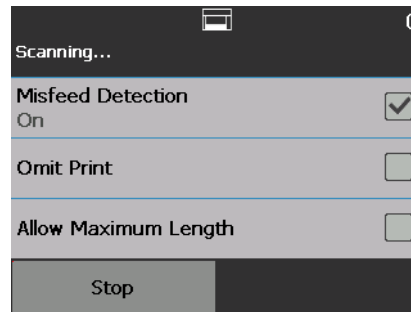 Scanning...
Misfeed Detection
On
Omit Print
Allow Maximum Length
Stop